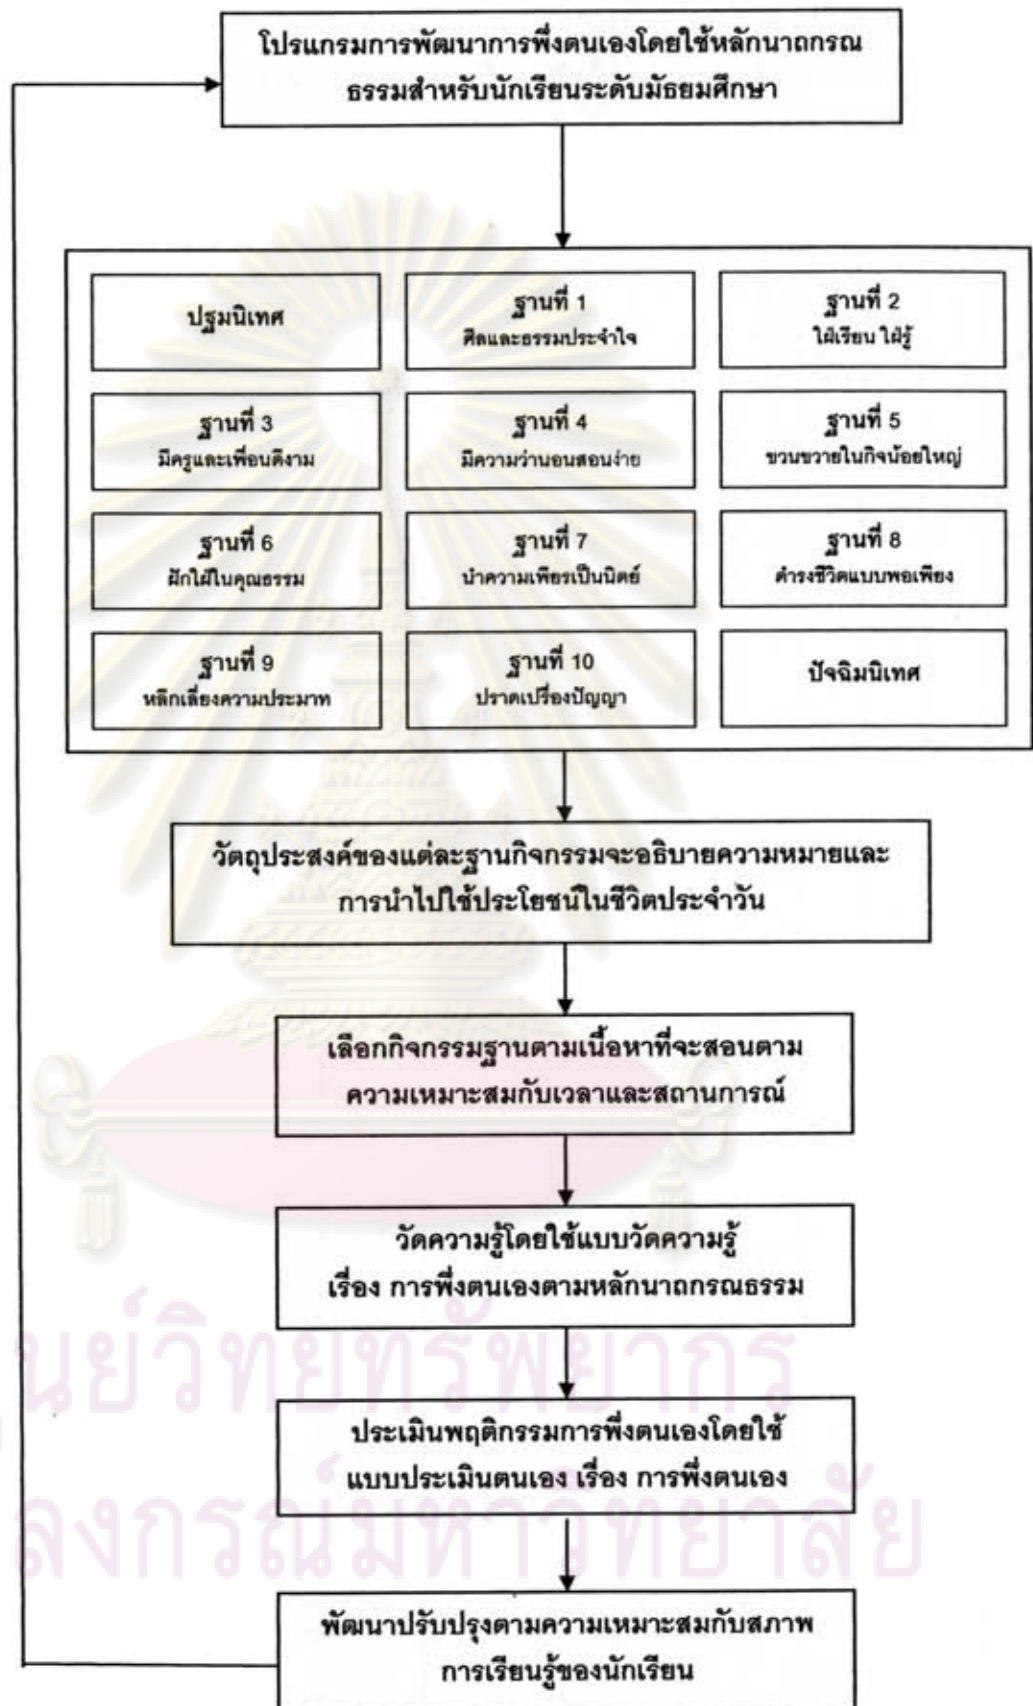 โปรแกรมการพัฒนาการพึ่งตนเองโดยใช้หลักนาถกรณ
ธรรมสำหรับนักเรียนระดับมัธยมศึกษา
ปฐมนิเทศ
ฐานที่ 1
ศีลและธรรมประจำใจ
ฐานที่ 2
ใฝ่เรียน ใฝ่รู้
ฐานที่ 3
มีครูและเพื่อนดีงาม
ฐานที่ 4
มีความว่านอนสอนง่าย
ฐานที่ 5
ขวนขวายในกิจน้อยใหญ่
ฐานที่ 6
ฝักใฝ่ในคุณธรรม
ฐานที่ 7
นำความเพียรเป็นนิตย์
ฐานที่ 8
ดำรงชีวิตแบบพอเพียง
ฐานที่ 9
หลีกเลี่ยงความประมาท
ฐานที่ 10
ปราดเปรื่องปัญญา
ปัจฉิมนิเทศ
วัตถุประสงค์ของแต่ละฐานกิจกรรมจะอธิบายความหมายและ
การนำไปใช้ประโยชน์ในชีวิตประจำวัน
เลือกกิจกรรมฐานตามเนื้อหาที่จะสอนตาม
ความเหมาะสมกับเวลาและสถานการณ์
วัดความรู้โดยใช้แบบวัดความรู้
เรื่อง การพึ่งตนเองตามหลักนาถกรณธรรม
ประเมินพฤติกรรมการพึ่งตนเองโดยใช้
แบบประเมินตนเอง เรื่อง การพึ่งตนเอง
พัฒนาปรับปรุงตามความเหมาะสมกับสภาพ
การเรียนรู้ของนักเรียน
ูนย์วิทยทรัพยากร
ลงกรณ์มหาวิทยาลัย